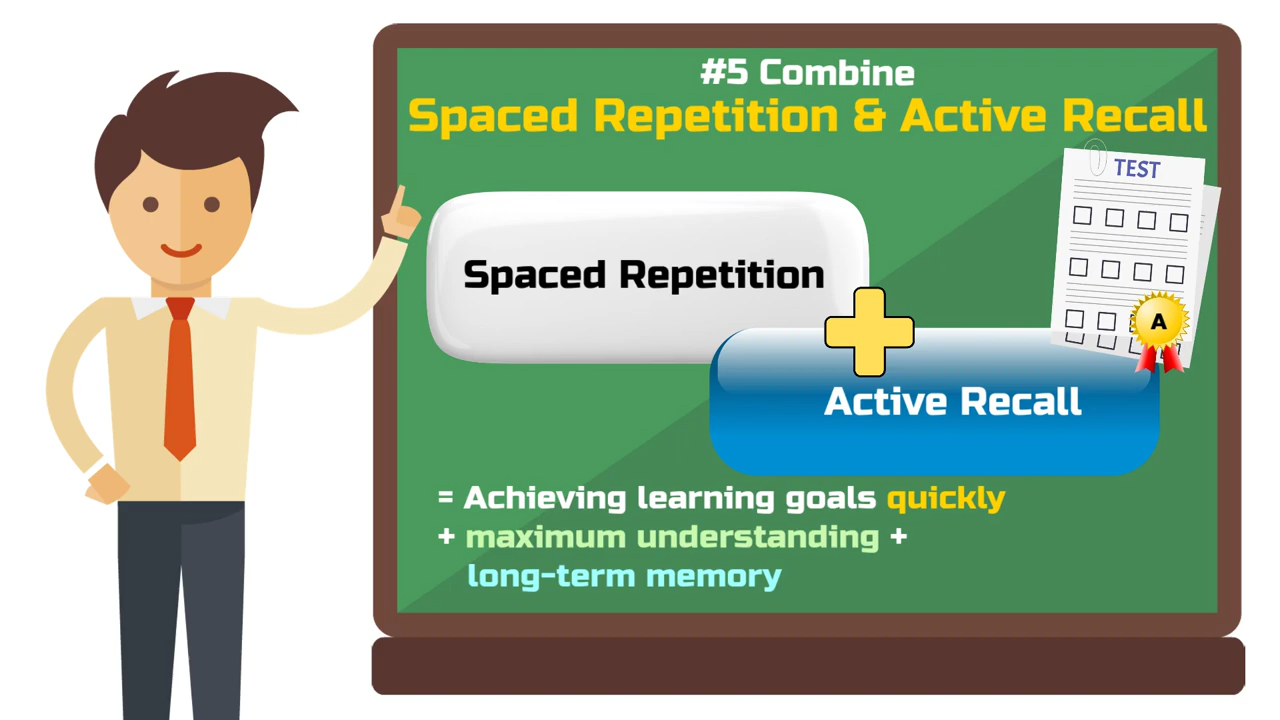 #5 Combine
Spaced Repetition & Active Recall
TEST
Spaced Repetition
A
Active Recall
= Achieving learning goals quickly
+ maximum understanding +
long-term memory